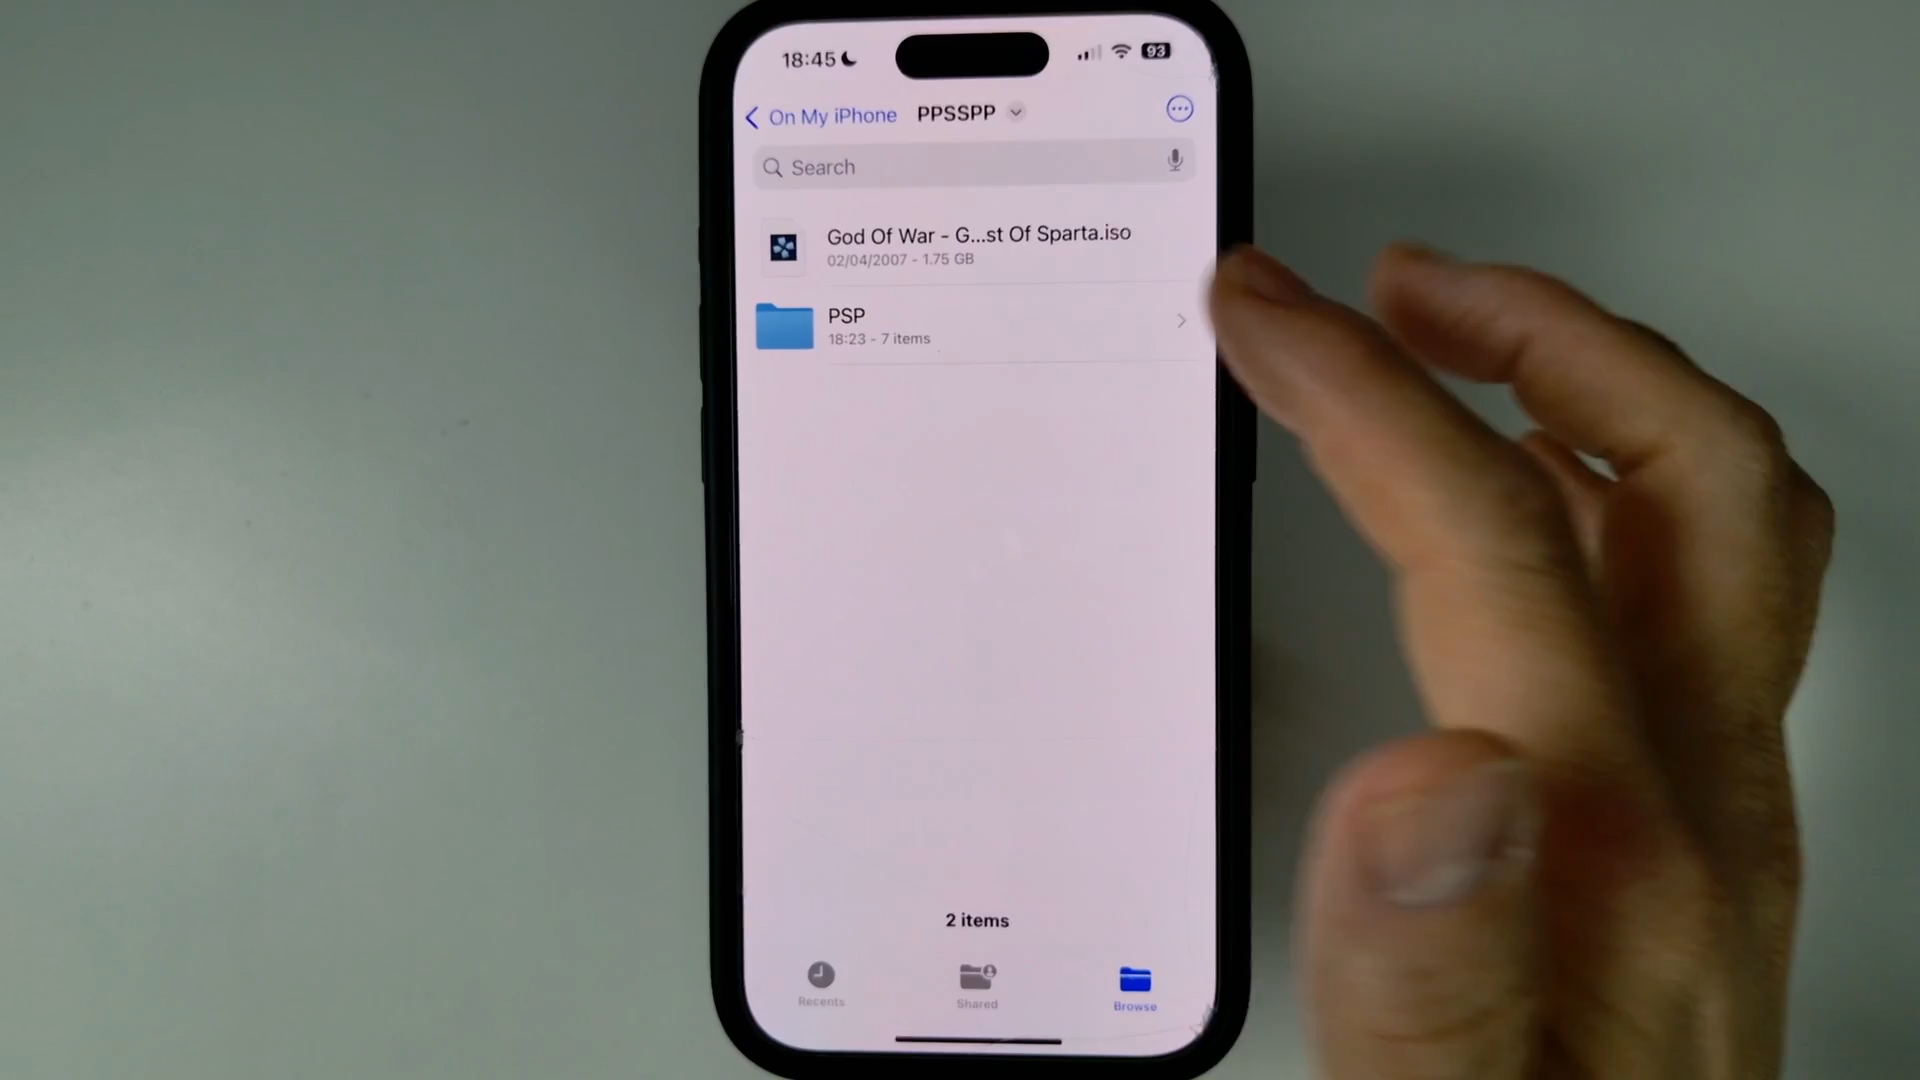 18:45
93
On My iPhone PPSSPP
Search
God Of War - G...st Of Sparta.iso
02/04/2007 - 1.75 GB
PSP
18:23 - 7 items
2 items
Recents
Shared
Browse